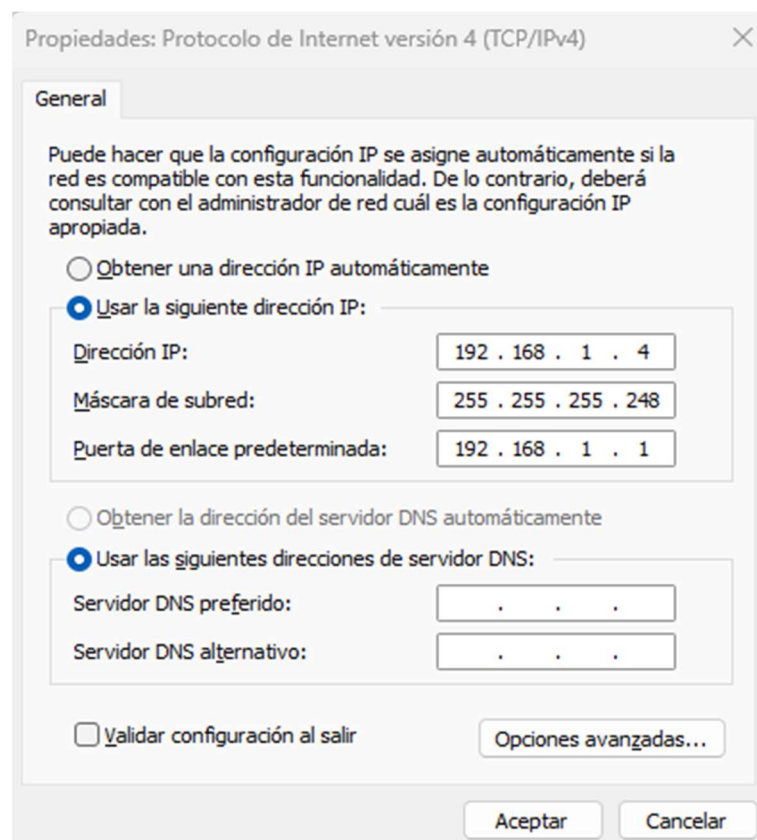 Propiedades: Protocolo de Internet versión 4 (TCP/IPv4)
General
Puede hacer que la configuración IP se asigne automáticamente si la
red es compatible con esta funcionalidad. De lo contrario, deberá
consultar con el administrador de red cuál es la configuración IP
apropiada.
Obtener una dirección IP automáticamente
Usar la siguiente dirección IP:
Dirección IP: 192 . 168 . 1 . 4
Máscara de subred: 255 . 255 . 255 . 248
Puerta de enlace predeterminada: 192 . 168 . 1 . 1
Obtener la dirección del servidor DNS automáticamente
Usar las siguientes direcciones de servidor DNS:
Servidor DNS preferido: . . .
Servidor DNS alternativo: . . .
Validar configuración al salir
Opciones avanzadas...
Aceptar Cancelar